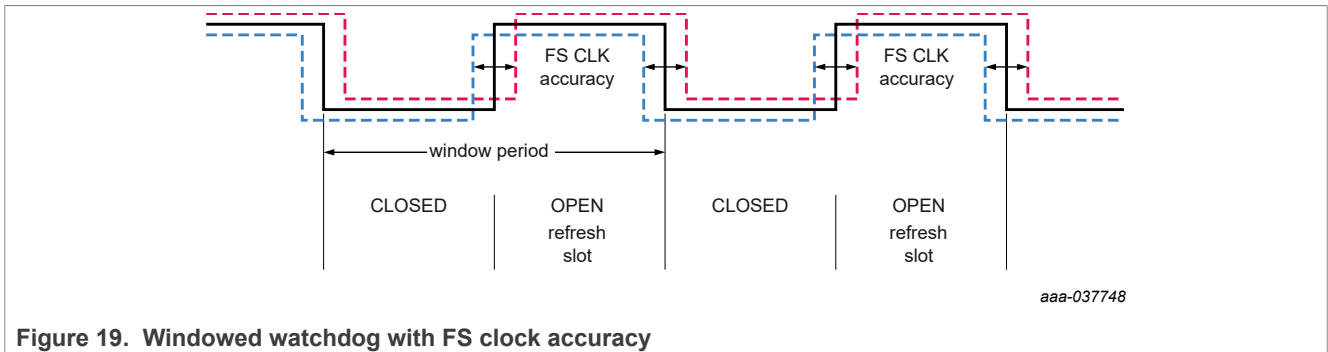 FS CLK
accuracy
FS CLK
accuracy
window period
CLOSED
OPEN
refresh
slot
CLOSED
OPEN
refresh
slot
aaa-037748
Figure 19. Windowed watchdog with FS clock accuracy